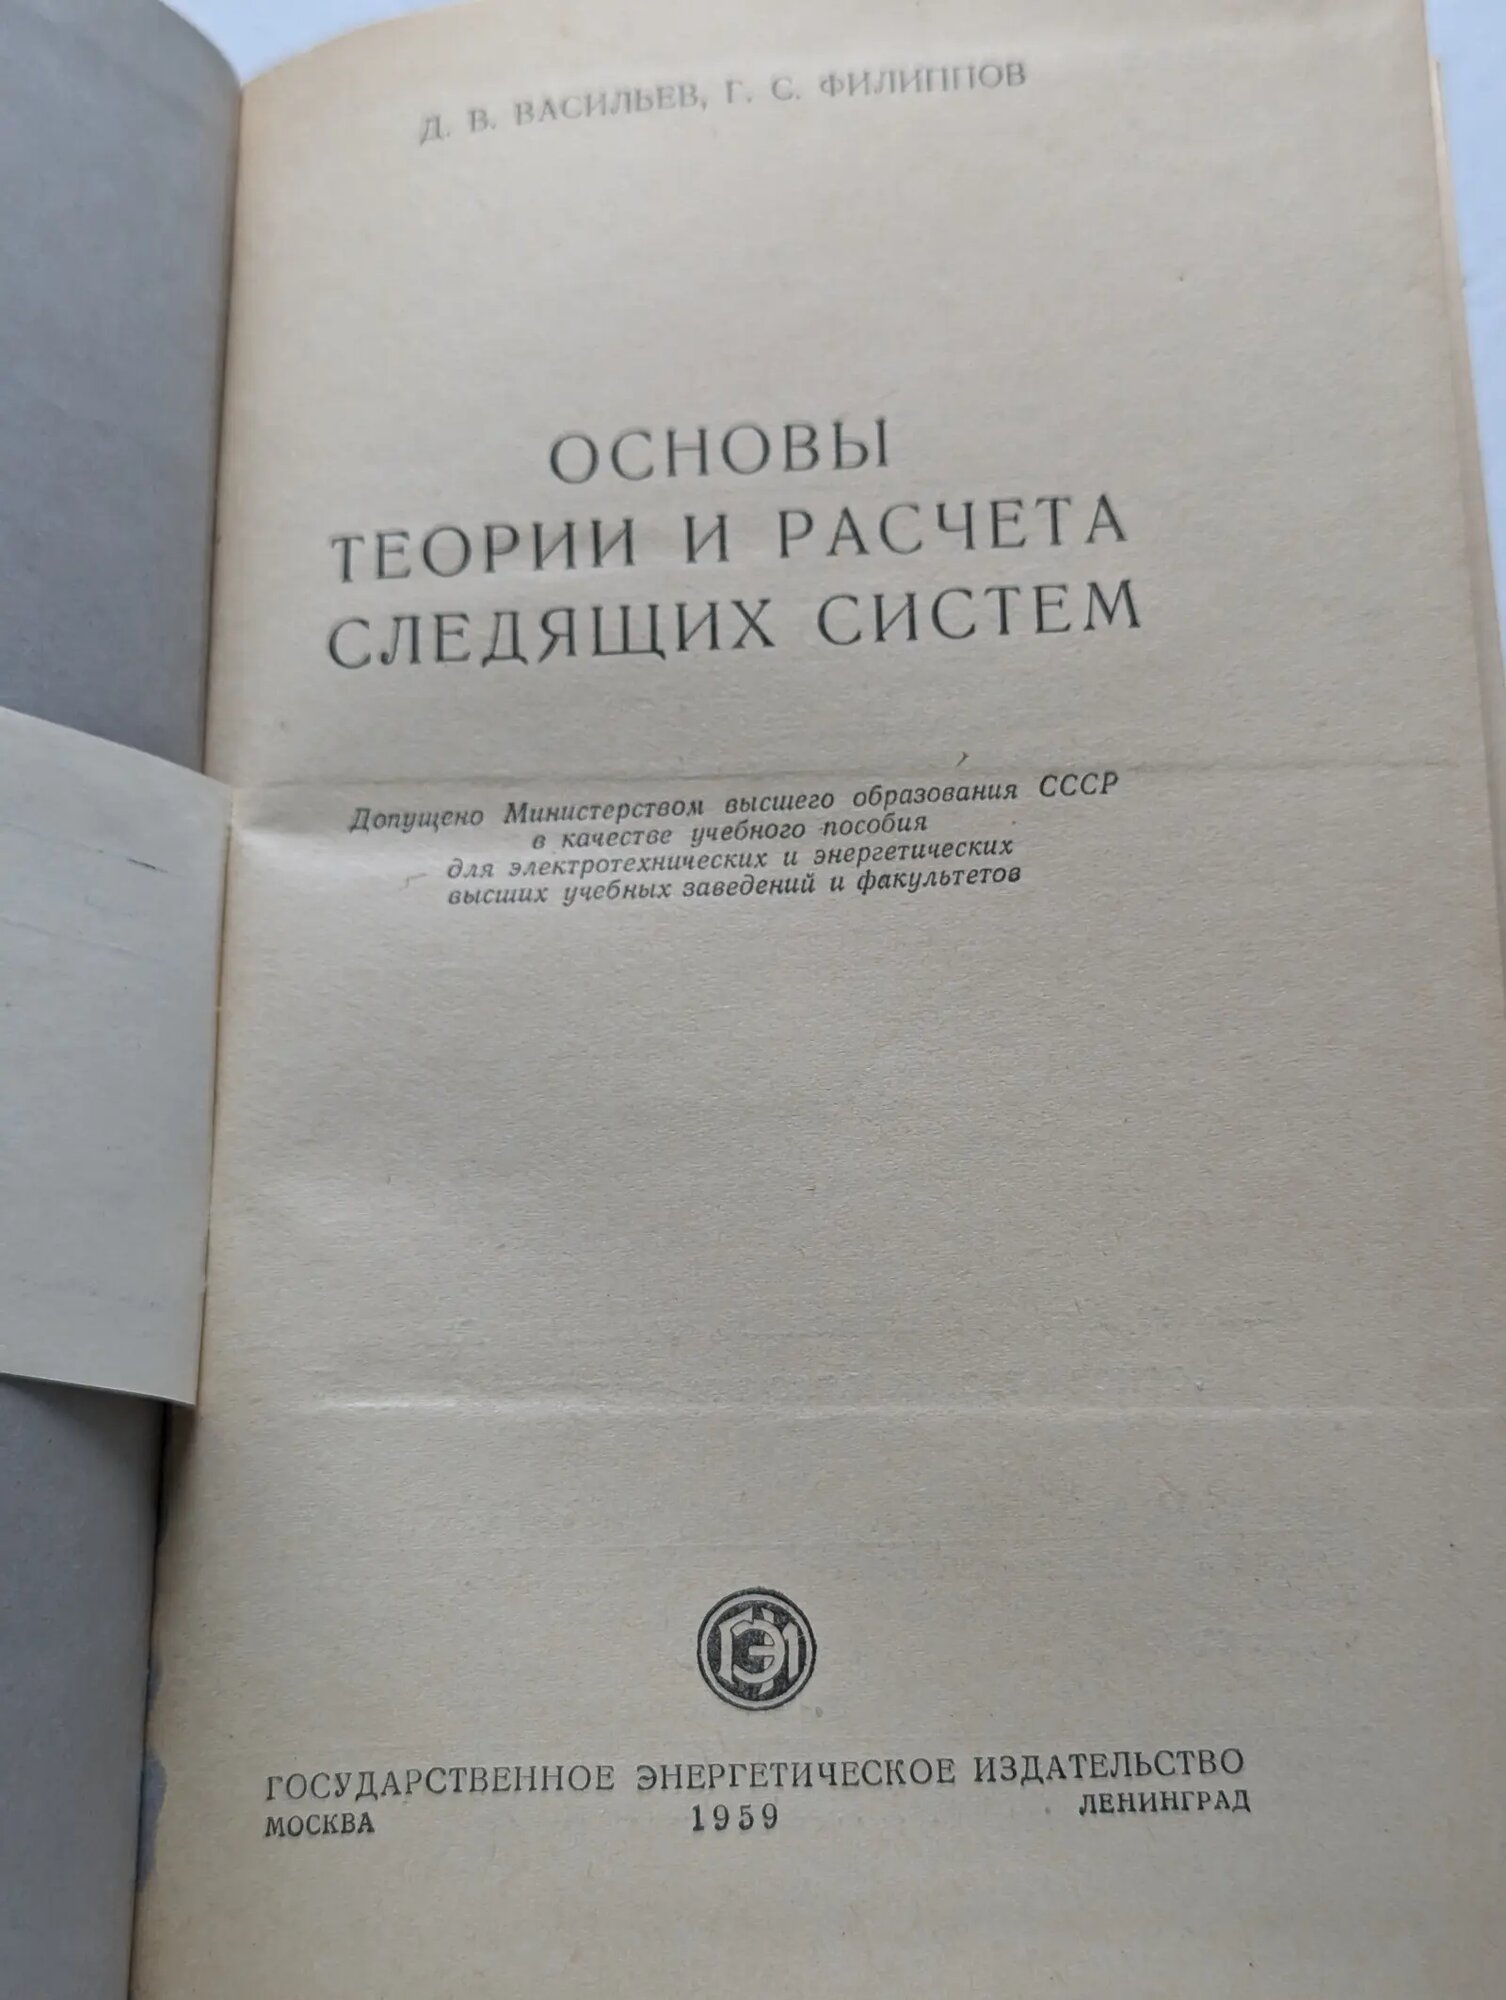 Д. В. ВАСИЛЬЕВ, Г. С. ФИЛИППОВ
ОСНОВЫ
ТЕОРИИ И РАСЧЕТА
СЛЕДЯЩИХ СИСТЕМ
Допущено Министерством высшего образования СССР
в качестве учебного пособия
для электротехнических и энергетических
высших учебных заведений и факультетов
ГЭИ
ГОСУДАРСТВЕННОЕ ЭНЕРГЕТИЧЕСКОЕ ИЗДАТЕЛЬСТВО
МОСКВА 1959 ЛЕНИНГРАД